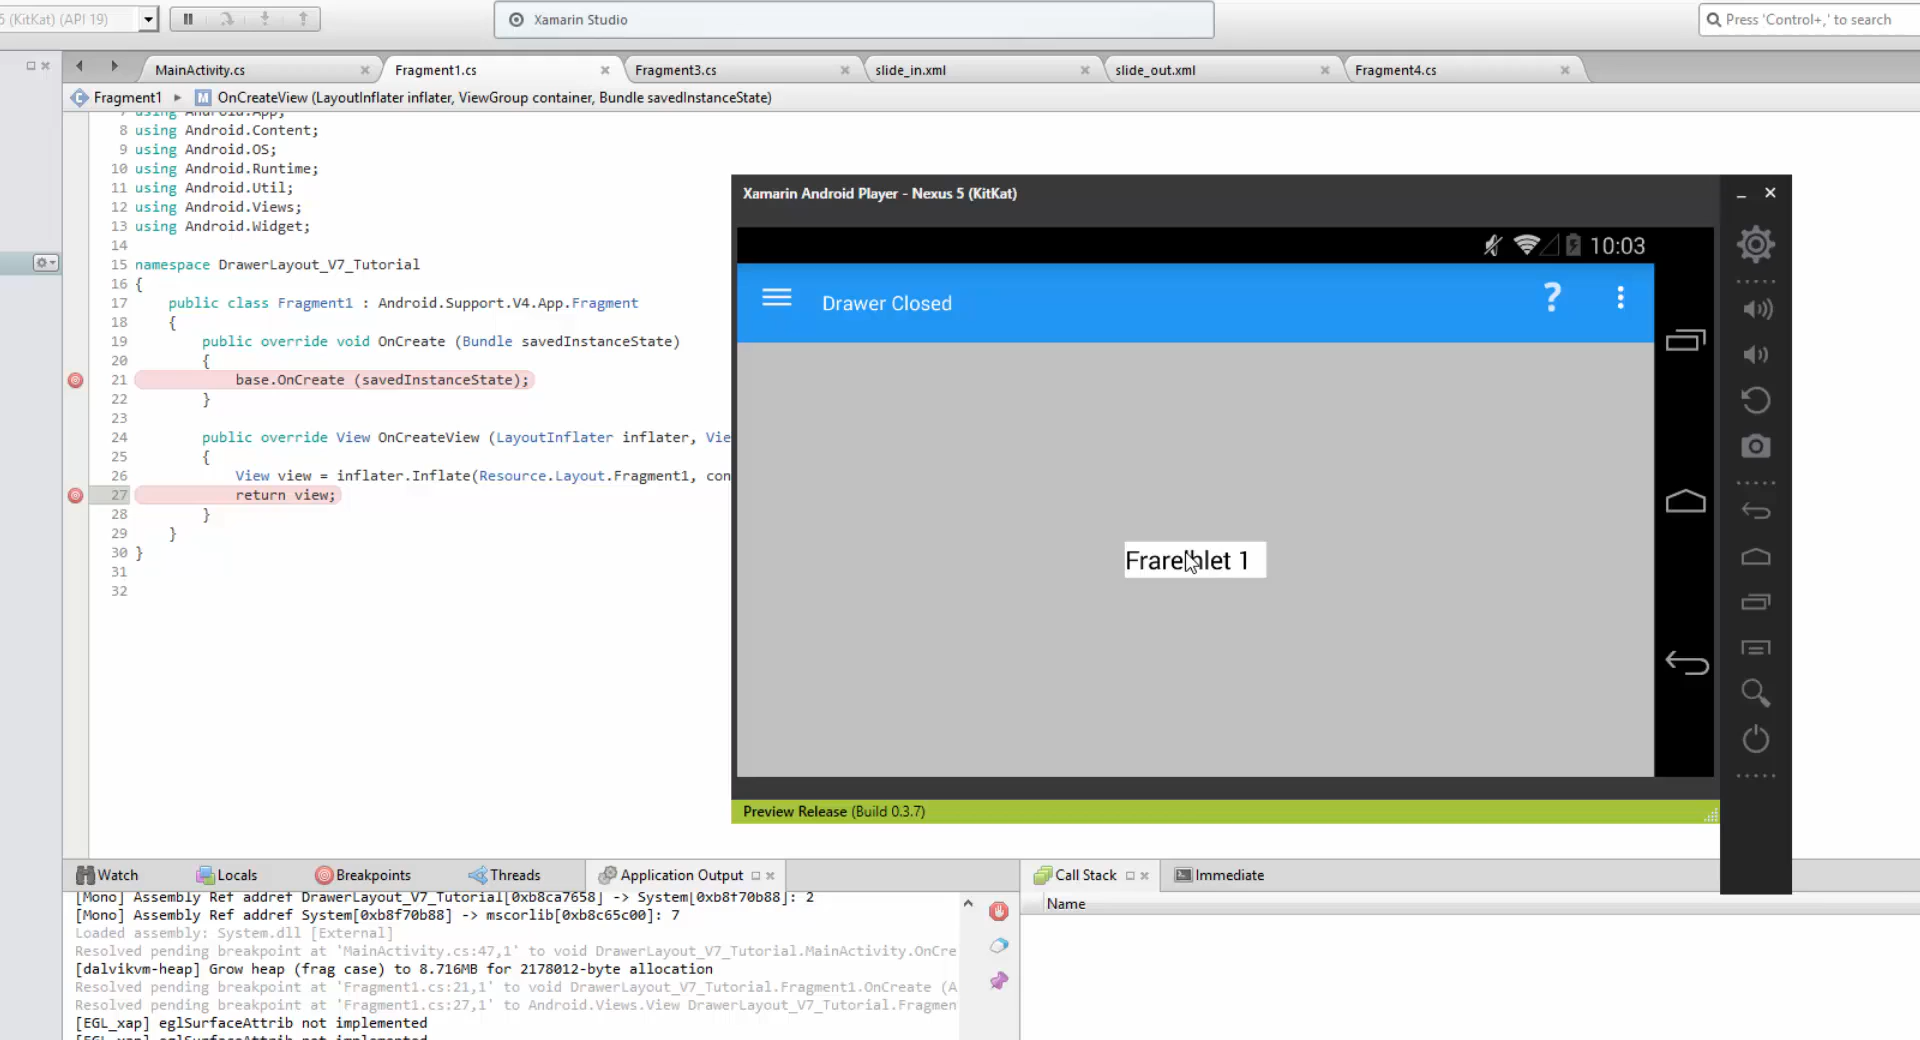 5 (KitKat) (API 19)
Xamarin Studio
Press 'Control+,' to search
MainActivity.cs
Fragment1.cs
Fragment3.cs
slide_in.xml
slide_out.xml
Fragment4.cs
Fragment1
M OnCreateView (LayoutInflater inflater, ViewGroup container, Bundle savedInstanceState)
7 using Android.App;
8 using Android.Content;
9 using Android.OS;
10 using Android.Runtime;
11 using Android.Util;
12 using Android.Views;
13 using Android.Widget;
14
15 namespace DrawerLayout_V7_Tutorial
16 {
17 public class Fragment1 : Android.Support.V4.App.Fragment
18 {
19 public override void OnCreate (Bundle savedInstanceState)
20 {
21 base.OnCreate (savedInstanceState);
22 }
23
24 public override View OnCreateView (LayoutInflater inflater, Vie
25 {
26 View view = inflater.Inflate(Resource.Layout.Fragment1, con
27 return view;
28 }
29 }
30 }
31
32
Xamarin Android Player - Nexus 5 (KitKat)
10:03
Drawer Closed
?
1
Preview Release (Build 0.3.7)
Watch
Locals
Breakpoints
Threads
Application Output
Call Stack
Immediate
Name
[Mono] Assembly Ref addref DrawerLayout_V7_Tutorial[0xb8ca7658] -> System[0xb8f70b88]: 2
[Mono] Assembly Ref addref System[0xb8f70b88] -> mscorlib[0xb8c65c00]: 7
Loaded assembly: System.dll [External]
Resolved pending breakpoint at 'MainActivity.cs:47,1' to void DrawerLayout_V7_Tutorial.MainActivity.OnCre
[dalvikvm-heap] Grow heap (frag case) to 8.716MB for 2178012-byte allocation
Resolved pending breakpoint at 'Fragment1.cs:21,1' to void DrawerLayout_V7_Tutorial.Fragment1.OnCreate (A
Resolved pending breakpoint at 'Fragment1.cs:27,1' to Android.Views.View DrawerLayout_V7_Tutorial.Fragmen
[EGL_xap] eglSurfaceAttrib not implemented
[EGL_xap] eglSurfaceAttrib not implemented